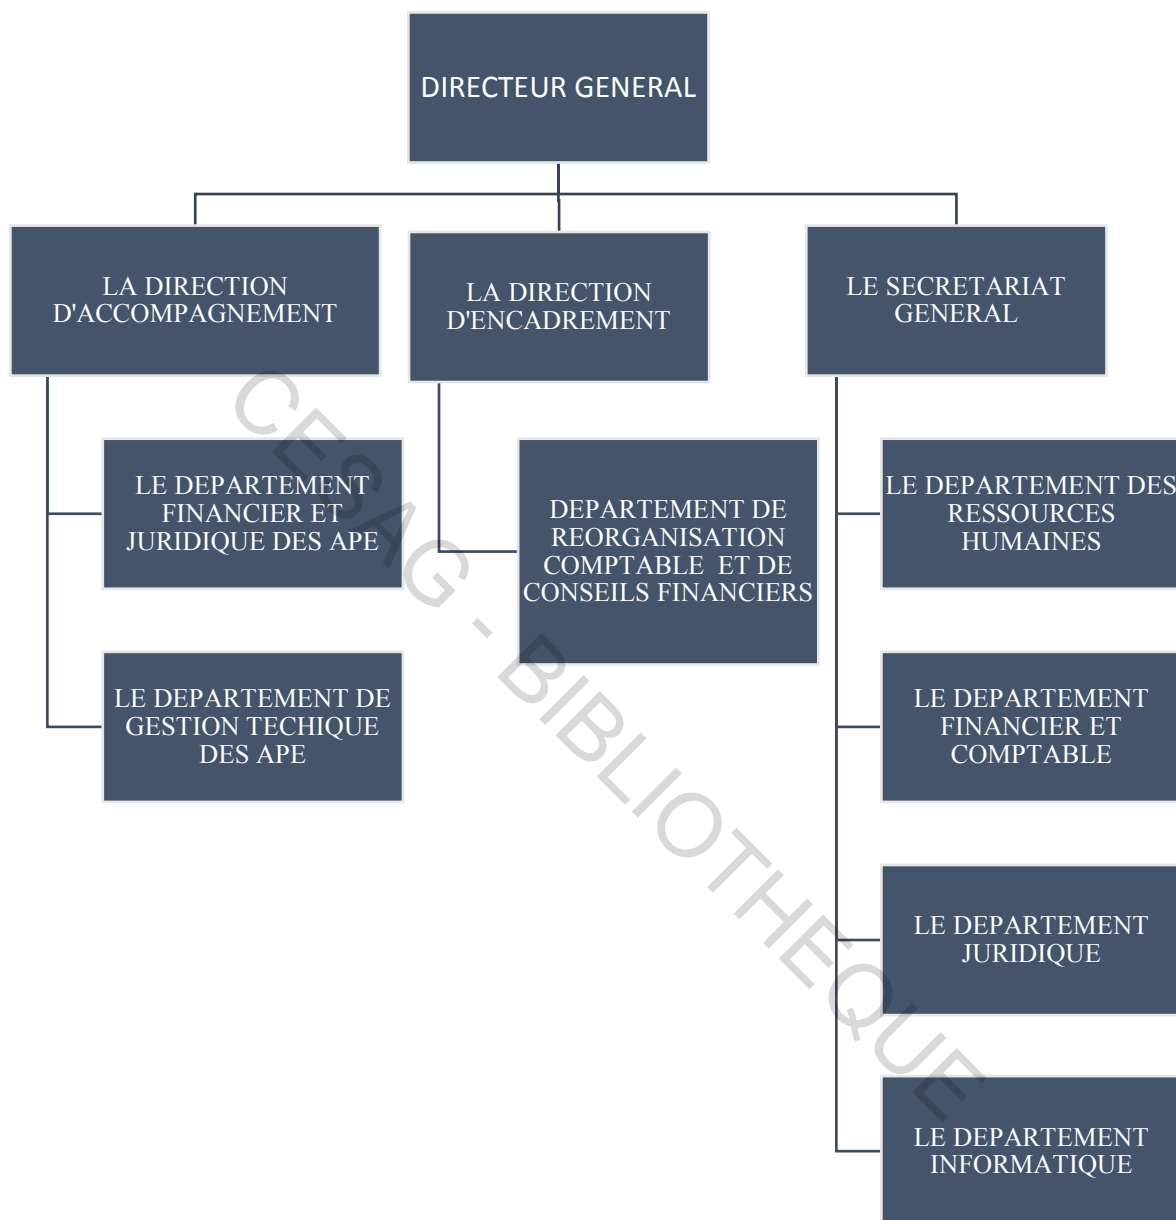 DIRECTEUR GENERAL
LA DIRECTION
D'ACCOMPAGNEMENT
LA DIRECTION
D'ENCADREMENT
LE SECRETARIAT
GENERAL
LE DEPARTEMENT
FINANCIER ET
JURIDIQUE DES APE
LE DEPARTEMENT DE
GESTION TECHIQUE
DES APE
DEPARTEMENT DE
REORGANISATION
COMPTABLE ET DE
CONSEILS FINANCIERS
LE DEPARTEMENT DES
RESSOURCES
HUMAINES
LE DEPARTEMENT
FINANCIER ET
COMPTABLE
LE DEPARTEMENT
JURIDIQUE
LE DEPARTEMENT
INFORMATIQUE
CESAG - BIBLIOTHEQUE